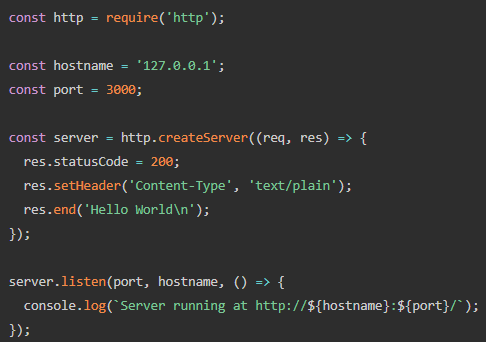 const http = require('http');

const hostname = '127.0.0.1';
const port = 3000;

const server = http.createServer((req, res) => {
  res.statusCode = 200;
  res.setHeader('Content-Type', 'text/plain');
  res.end('Hello World\n');
});

server.listen(port, hostname, () => {
  console.log(`Server running at http://${hostname}:${port}/`);
});